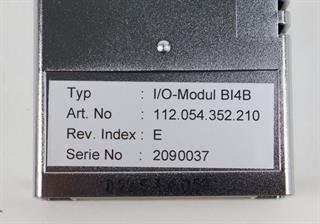 Typ : I/O-Modul BI4B
Art. No : 112.054.352.210
Rev. Index : E
Serie No : 2090037